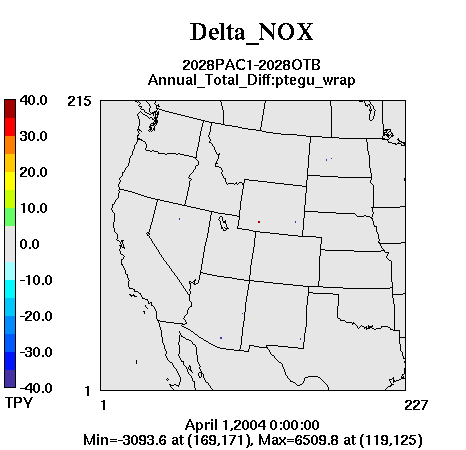 Delta_NOX
2028PAC1-2028OTB
Annual_Total_Diff:ptegu_wrap
215
40.0
30.0
20.0
10.0
0.0
-10.0
-20.0
-30.0
-40.0
TPY
1
1
227
April 1,2004 0:00:00
Min=-3093.6 at (169,171), Max=6509.8 at (119,125)